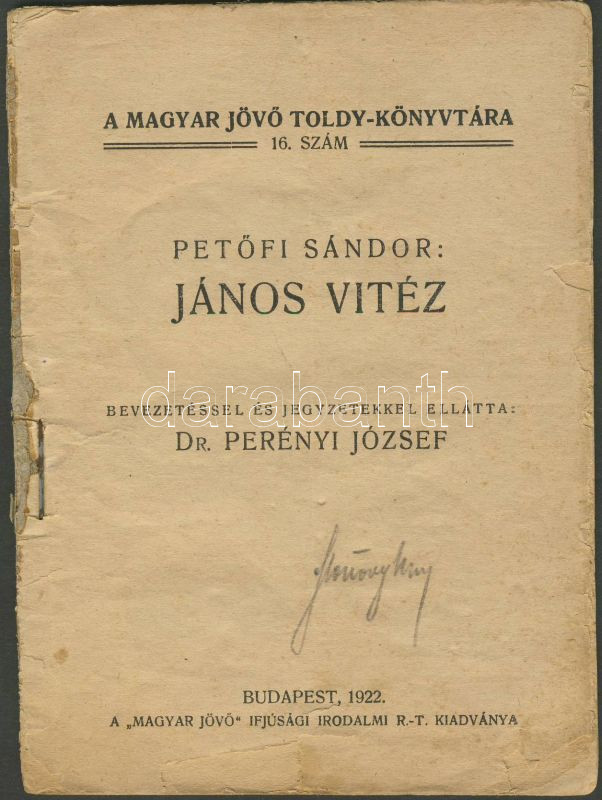 A MAGYAR JÖVŐ TOLDY-KÖNYVTÁRA
16. SZÁM
PETŐFI SÁNDOR:
JÁNOS VITÉZ
darabanth
BEVEZETÉSSEL ÉS JEGYZETEKKEL ELLÁTTA:
DR. PERÉNYI JÓZSEF
BUDAPEST, 1922.
A „MAGYAR JÖVŐ“ IFJÚSÁGI IRODALMI R.-T. KIADVÁNYA